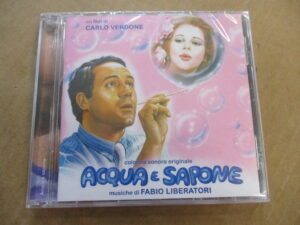 un film di
CARLO VERDONE
colonna sonora originale
ACQUA E SAPONE
musiche di FABIO LIBERATORI